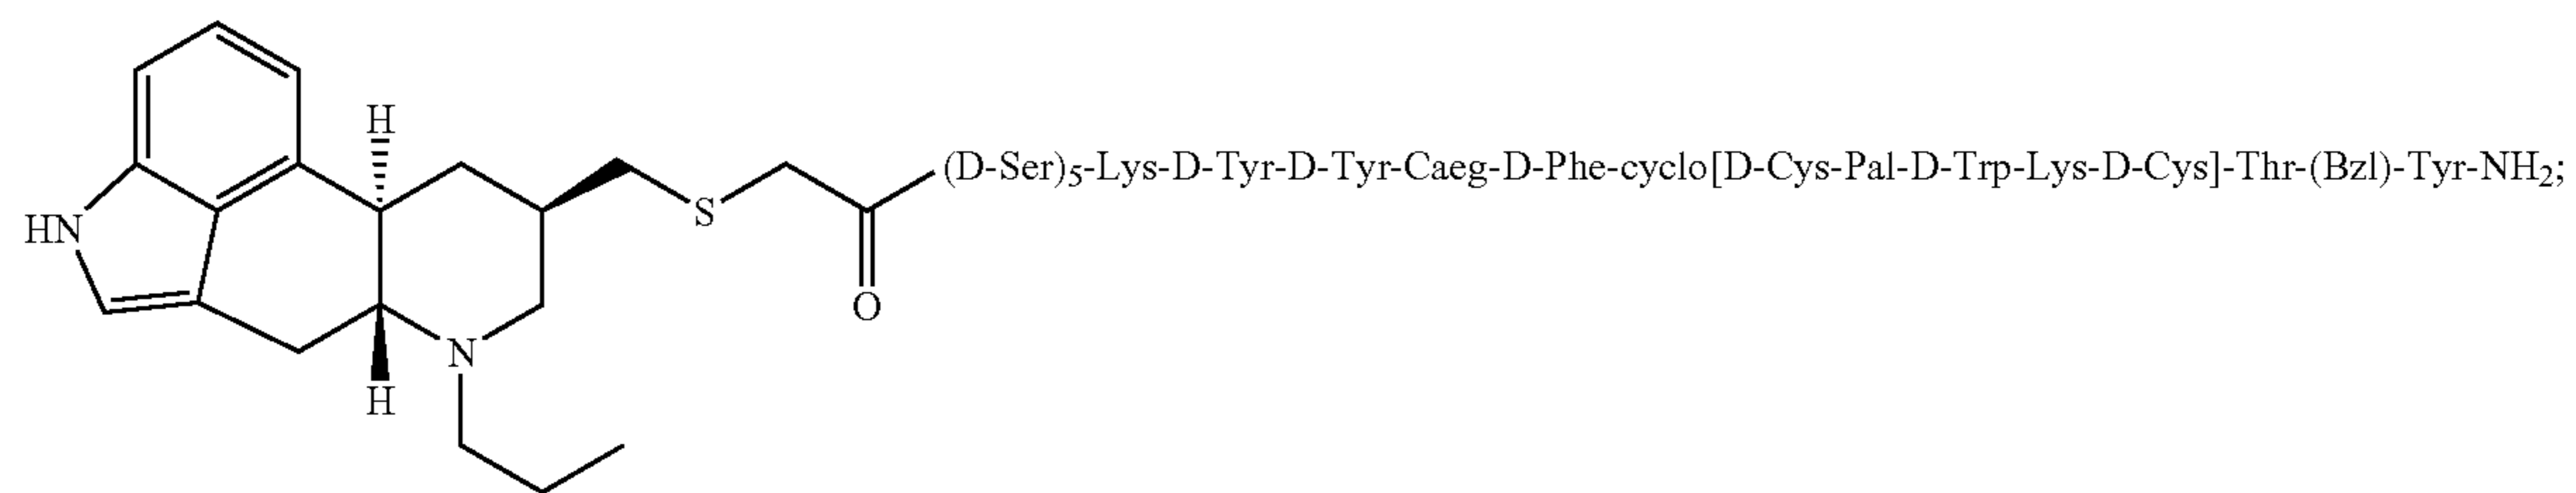 H
(D-Ser)5-Lys-D-Tyr-D-Tyr-Caeg-D-Phe-cyclo[D-Cys-Pal-D-Trp-Lys-D-Cys]-Thr-(Bzl)-Tyr-NH2;
HN
S
O
N
H